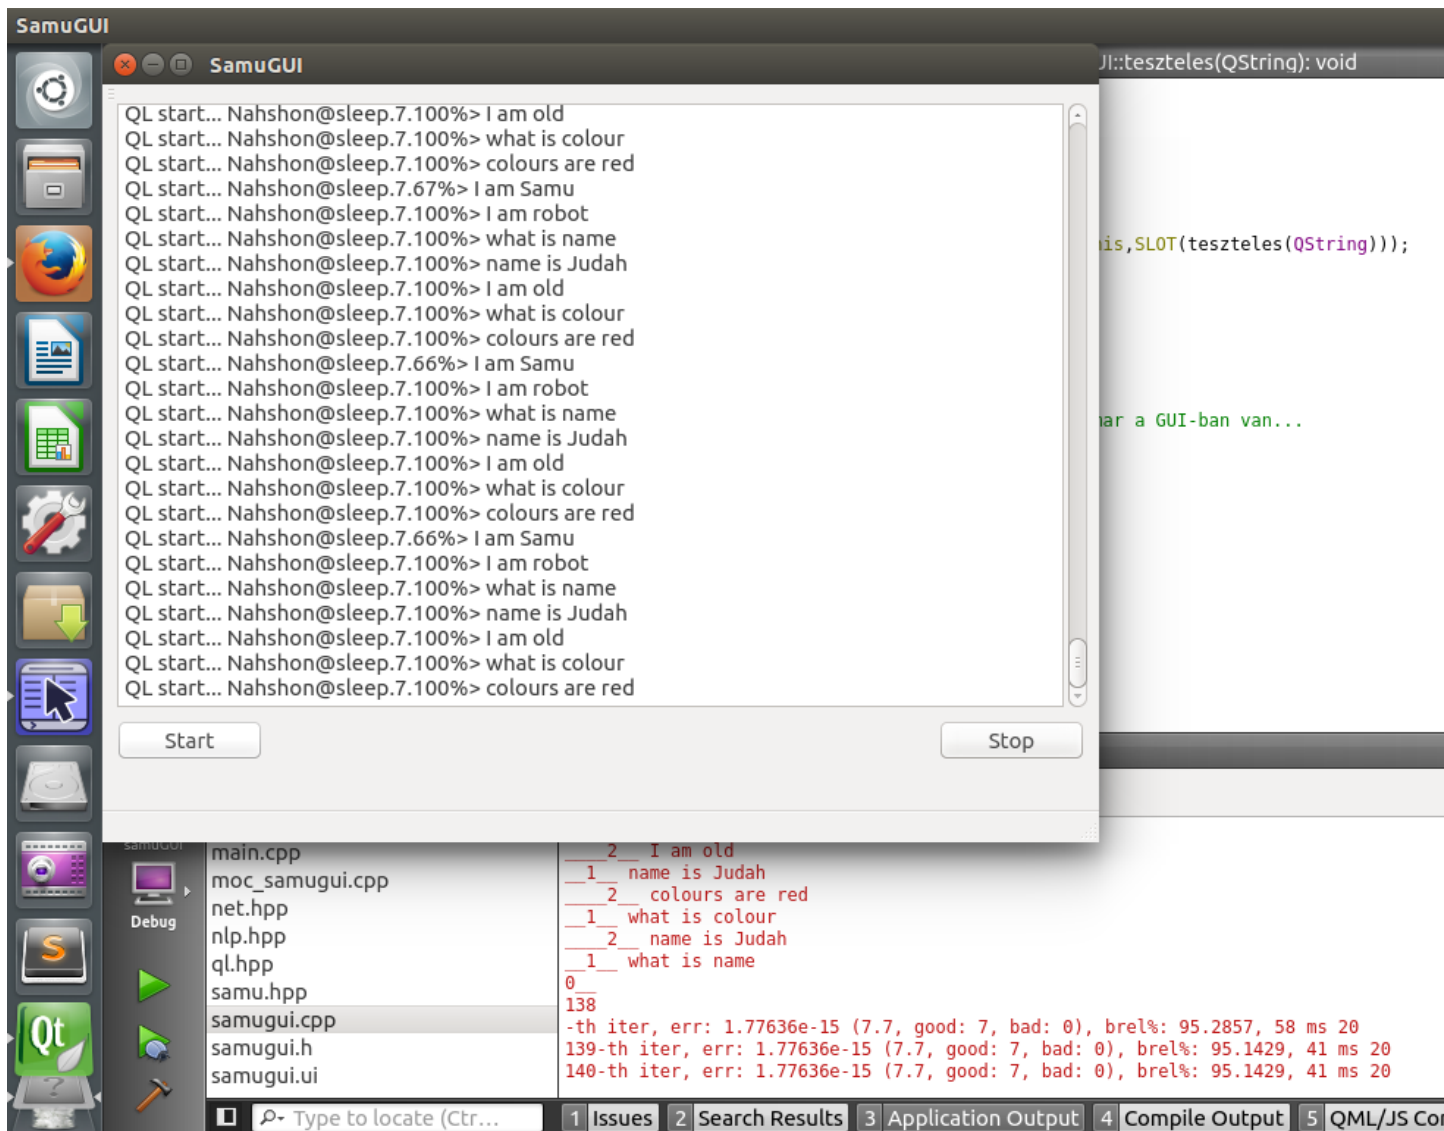 SamuGUI
SamuGUI
JI::teszteles(QString): void
QL start... Nahshon@sleep.7.100%> I am old
QL start... Nahshon@sleep.7.100%> what is colour
QL start... Nahshon@sleep.7.100%> colours are red
QL start... Nahshon@sleep.7.67%> I am Samu
QL start... Nahshon@sleep.7.100%> I am robot
QL start... Nahshon@sleep.7.100%> what is name
QL start... Nahshon@sleep.7.100%> name is Judah
QL start... Nahshon@sleep.7.100%> I am old
QL start... Nahshon@sleep.7.100%> what is colour
QL start... Nahshon@sleep.7.100%> colours are red
QL start... Nahshon@sleep.7.66%> I am Samu
QL start... Nahshon@sleep.7.100%> I am robot
QL start... Nahshon@sleep.7.100%> what is name
QL start... Nahshon@sleep.7.100%> name is Judah
QL start... Nahshon@sleep.7.100%> I am old
QL start... Nahshon@sleep.7.100%> what is colour
QL start... Nahshon@sleep.7.100%> colours are red
QL start... Nahshon@sleep.7.66%> I am Samu
QL start... Nahshon@sleep.7.100%> I am robot
QL start... Nahshon@sleep.7.100%> what is name
QL start... Nahshon@sleep.7.100%> name is Judah
QL start... Nahshon@sleep.7.100%> I am old
QL start... Nahshon@sleep.7.100%> what is colour
QL start... Nahshon@sleep.7.100%> colours are red
Start
Stop
is,SLOT(teszteles(QString)));
ar a GUI-ban van...
samuGUI
Debug
main.cpp
moc_samugui.cpp
net.hpp
nlp.hpp
ql.hpp
samu.hpp
samugui.cpp
samugui.h
samugui.ui
____2__ I am old
__1__ name is Judah
____2__ colours are red
__1__ what is colour
____2__ name is Judah
__1__ what is name
0__
138
-th iter, err: 1.77636e-15 (7.7, good: 7, bad: 0), brel%: 95.2857, 58 ms 20
139-th iter, err: 1.77636e-15 (7.7, good: 7, bad: 0), brel%: 95.1429, 41 ms 20
140-th iter, err: 1.77636e-15 (7.7, good: 7, bad: 0), brel%: 95.1429, 41 ms 20
Type to locate (Ctr...
1 Issues
2 Search Results
3 Application Output
4 Compile Output
5 QML/JS Co
S
Qt